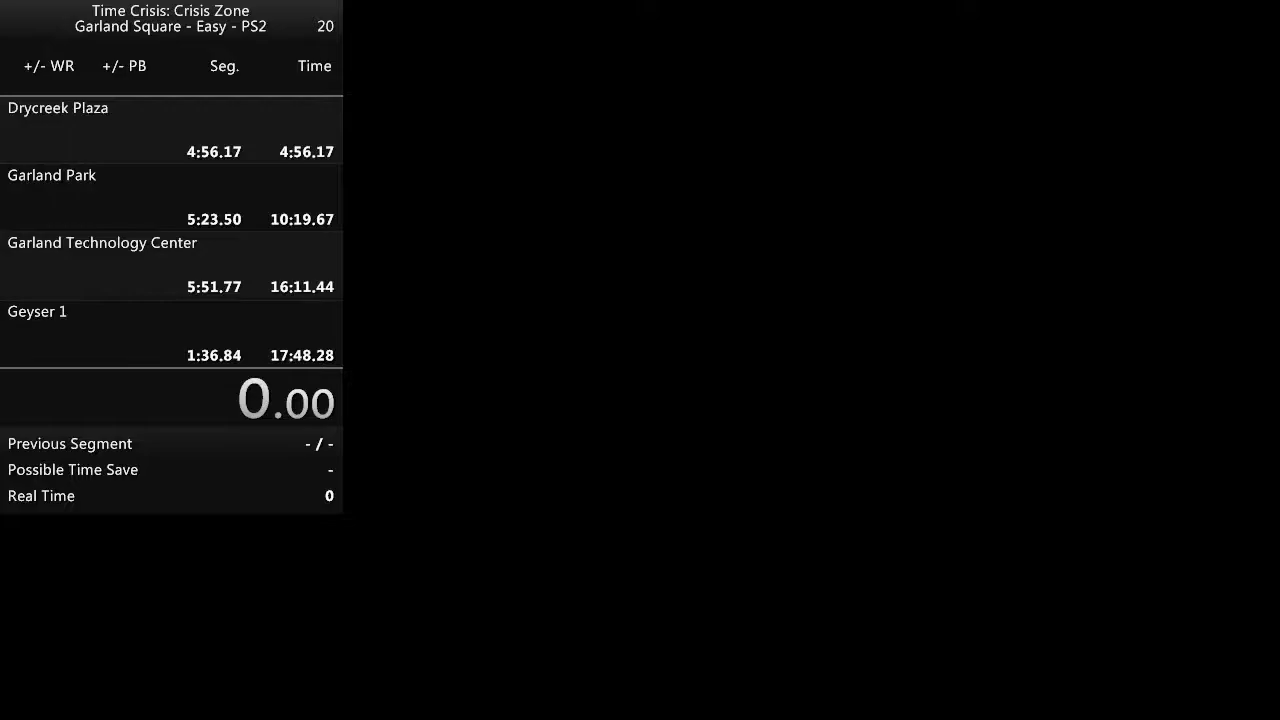 Time Crisis: Crisis Zone
Garland Square - Easy - PS2 20
+/- WR +/- PB Seg. Time
Drycreek Plaza
4:56.17 4:56.17
Garland Park
5:23.50 10:19.67
Garland Technology Center
5:51.77 16:11.44
Geyser 1
1:36.84 17:48.28
0.00
Previous Segment - / -
Possible Time Save -
Real Time 0